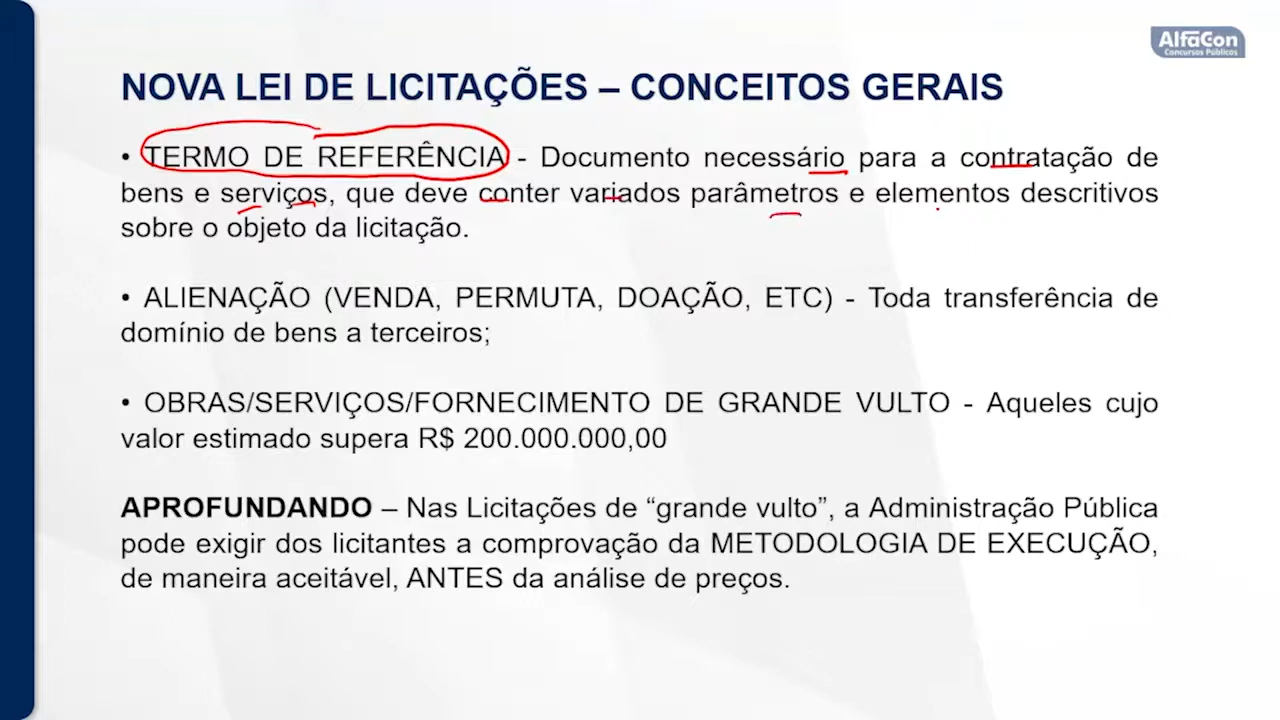 AlfaCon
Concursos Públicos
NOVA LEI DE LICITAÇÕES – CONCEITOS GERAIS
• TERMO DE REFERÊNCIA - Documento necessário para a contratação de
bens e serviços, que deve conter variados parâmetros e elementos descritivos
sobre o objeto da licitação.
• ALIENAÇÃO (VENDA, PERMUTA, DOAÇÃO, ETC) - Toda transferência de
domínio de bens a terceiros;
• OBRAS/SERVIÇOS/FORNECIMENTO DE GRANDE VULTO - Aqueles cujo
valor estimado supera R$ 200.000.000,00
APROFUNDANDO – Nas Licitações de “grande vulto”, a Administração Pública
pode exigir dos licitantes a comprovação da METODOLOGIA DE EXECUÇÃO,
de maneira aceitável, ANTES da análise de preços.